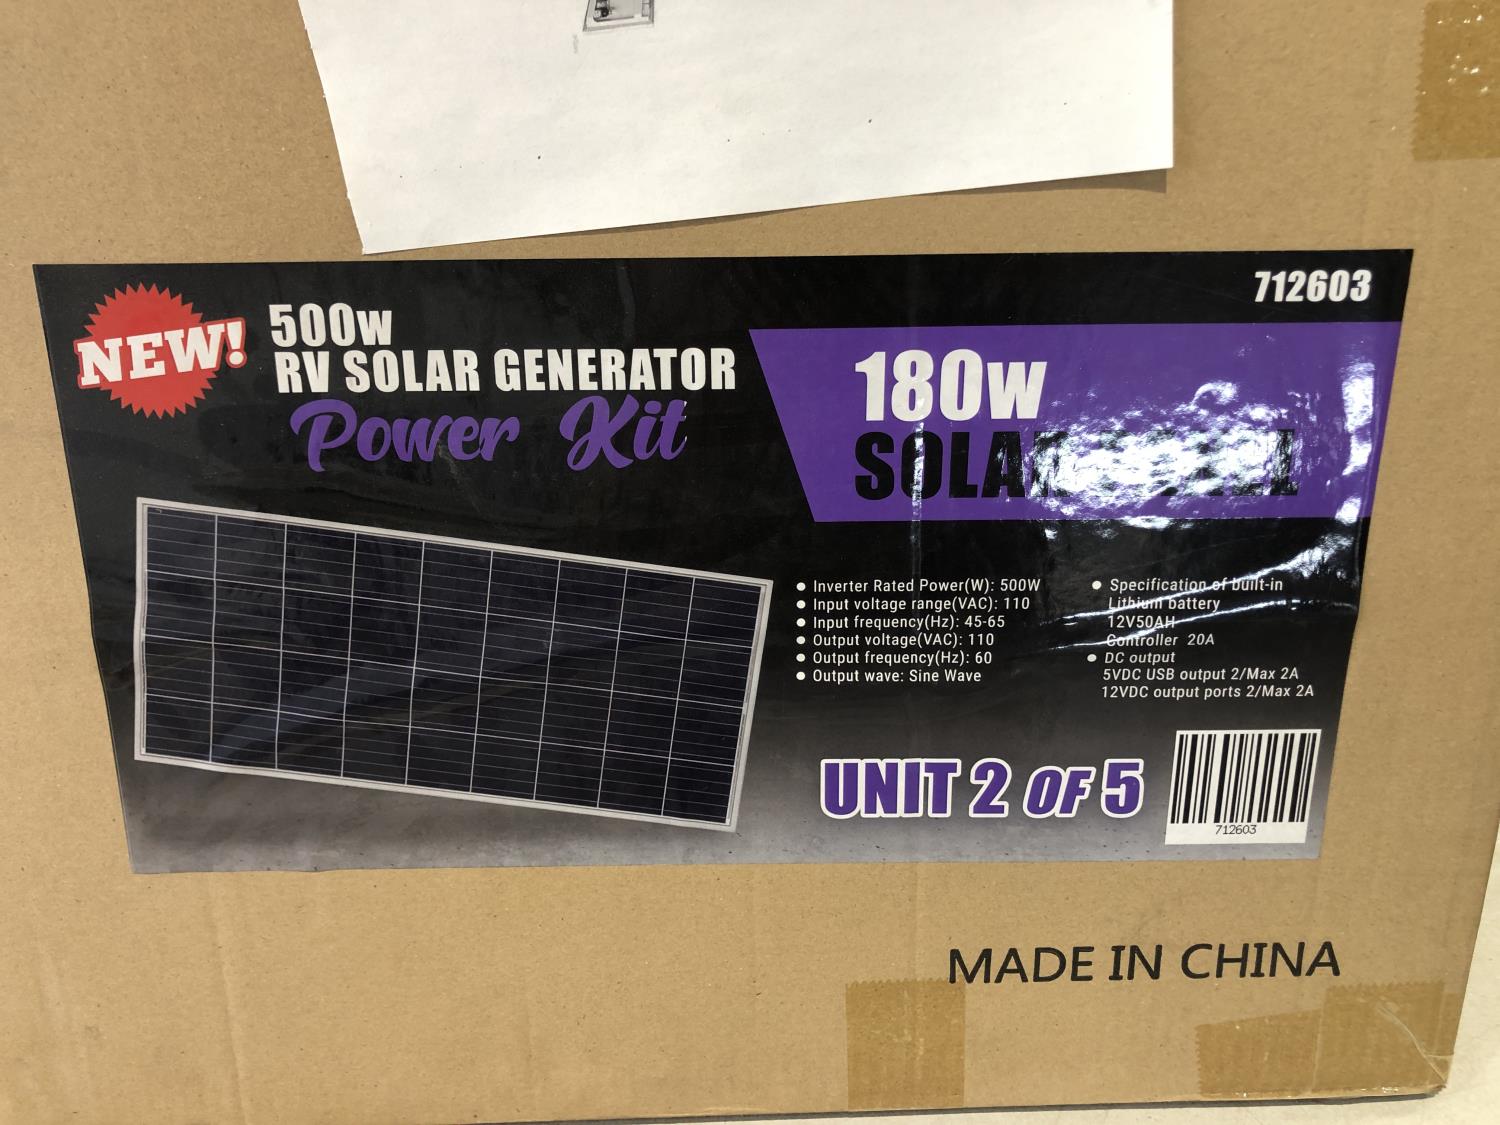 712603
NEW!
500W
RV SOLAR GENERATOR
Power Kit
180W
SOLAR PANEL
Inverter Rated Power(W): 500W
Input voltage range(VAC): 110
Input frequency(Hz): 45-65
Output voltage(VAC): 110
Output frequency(Hz): 60
Output wave: Sine Wave
Specification of built-in
Lithium battery
12V50AH
Controller 20A
DC output
5VDC USB output 2/Max 2A
12VDC output ports 2/Max 2A
UNIT 2 OF 5
712603
MADE IN CHINA